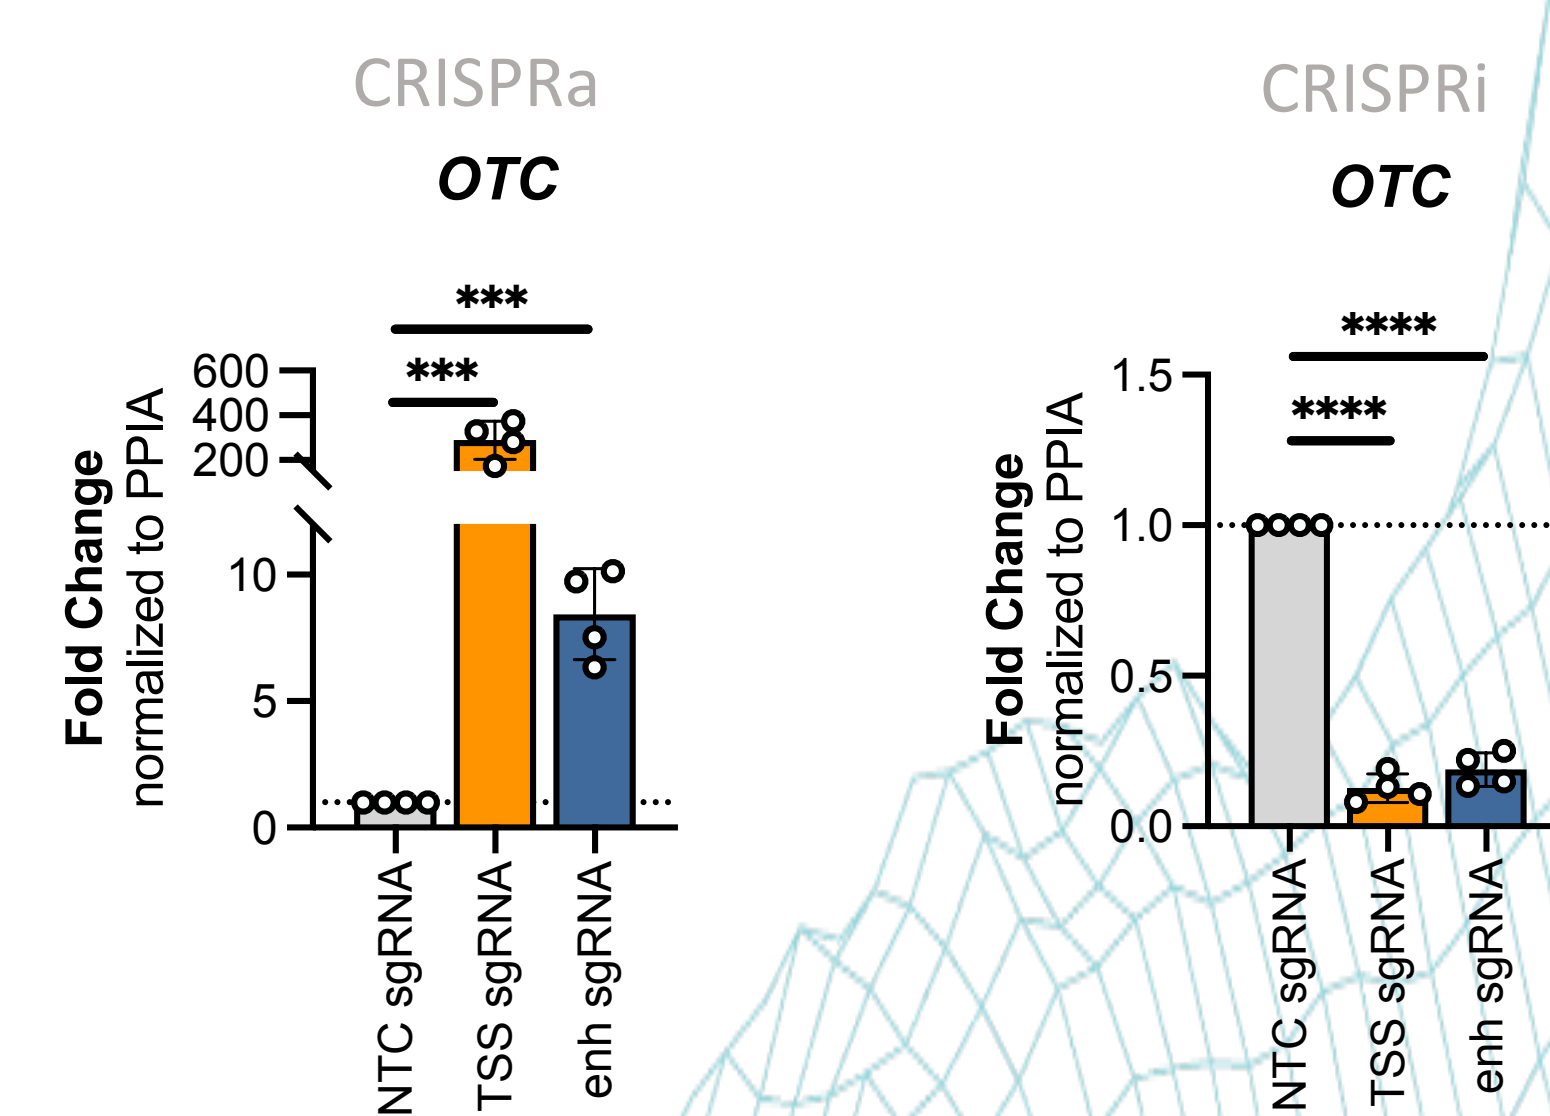 CRISPRa
OTC
***
***
Fold Change
normalized to PPIA
600
400
200
10
5
0
NTC sgRNA
TSS sgRNA
enh sgRNA
CRISPRi
OTC
****
****
Fold Change
normalized to PPIA
1.5
1.0
0.5
0.0
NTC sgRNA
TSS sgRNA
enh sgRNA